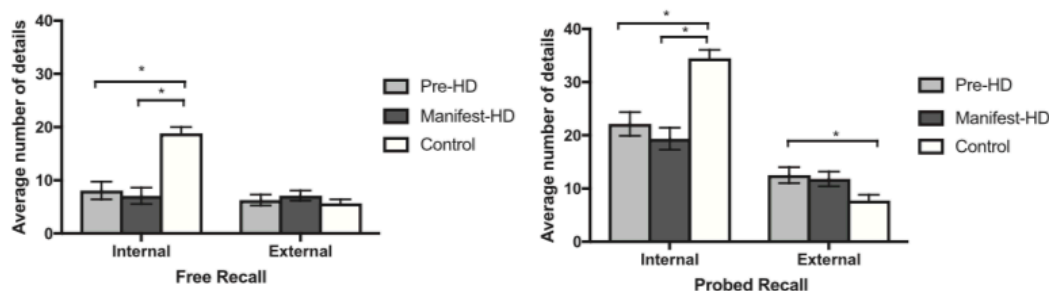 Average number of details
40
30
20
10
0
*
*
Internal
External
Free Recall
Pre-HD
Manifest-HD
Control
Average number of details
40
30
20
10
0
*
*
*
Internal
External
Probed Recall
Pre-HD
Manifest-HD
Control